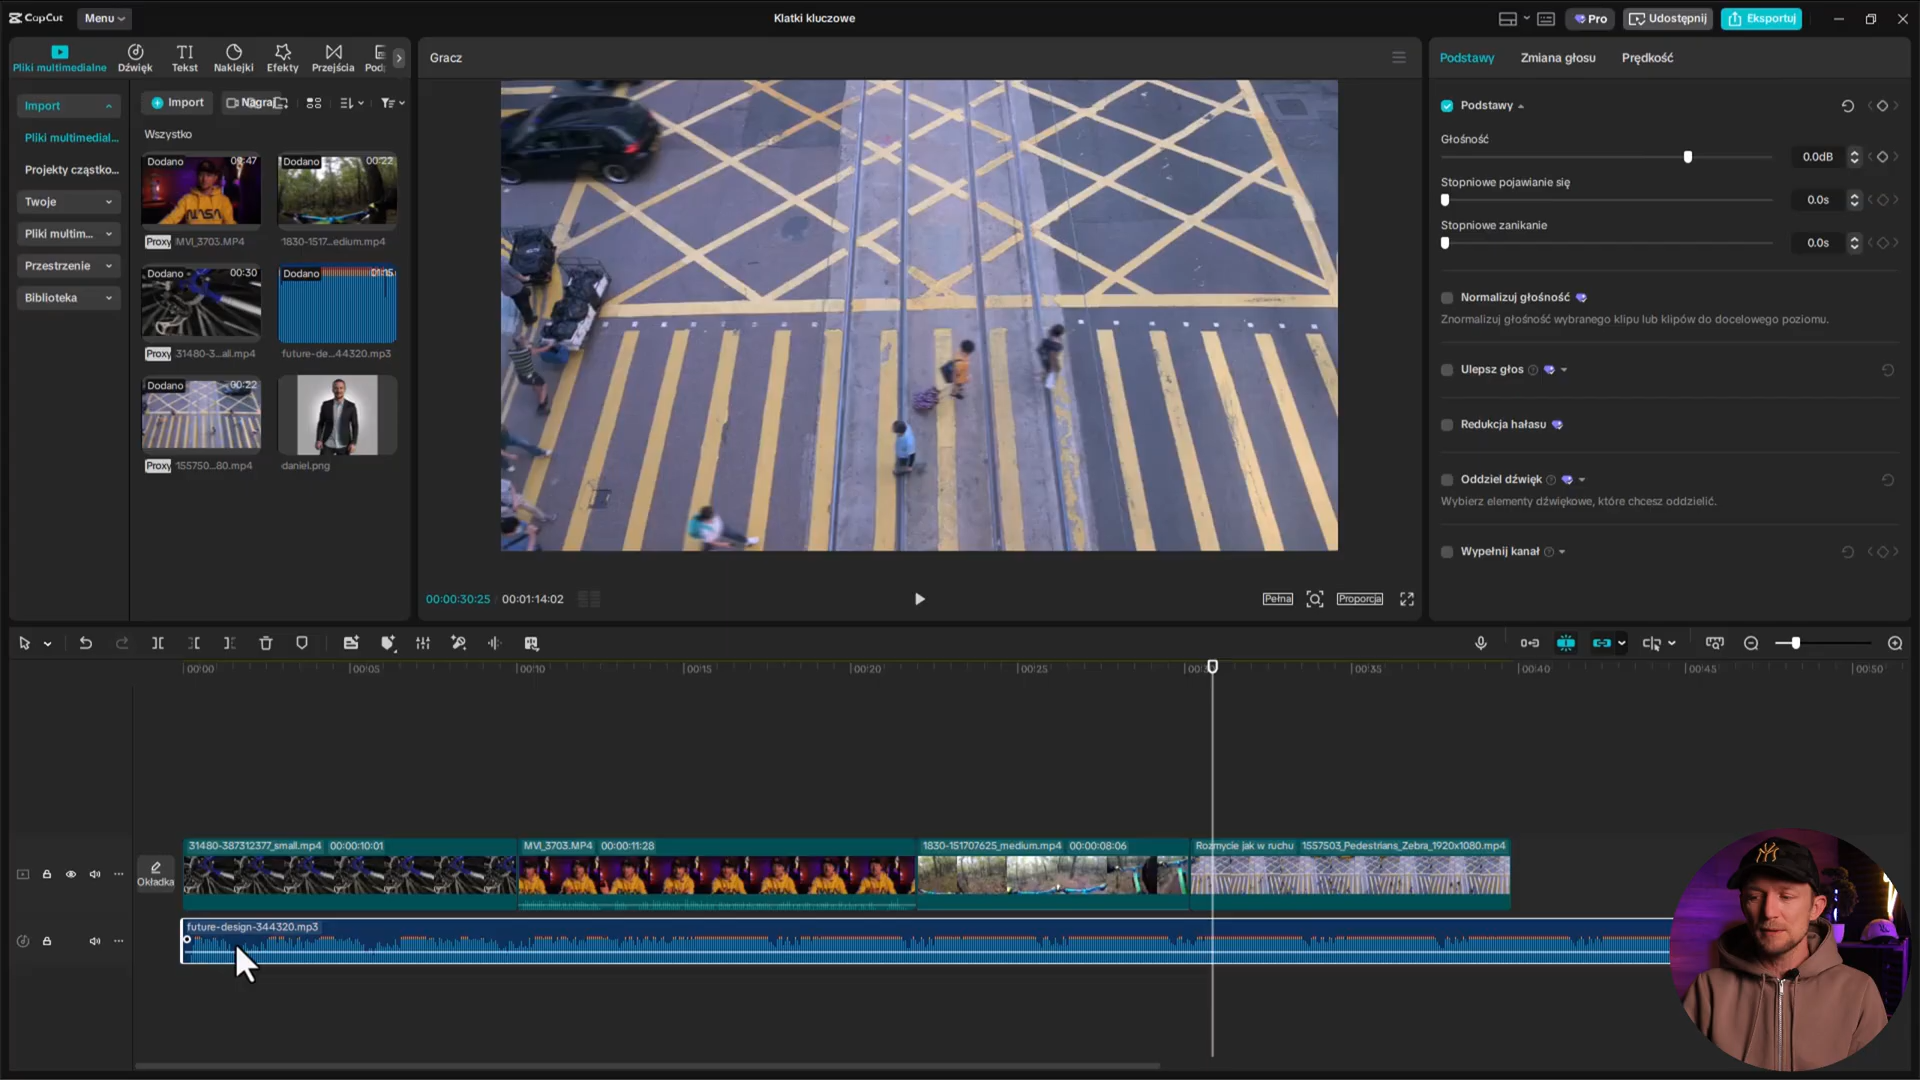 CapCut
Menu
Klatki kluczowe
Pro
Udostępnij
Eksportuj
Pliki multimedialne
Dźwięk
Tekst
Naklejki
Efekty
Przejścia
Import
Pliki multimedial...
Projekty cząstko...
Twoje
Pliki multim...
Przestrzenie
Biblioteka
Import
Nagraj
Wszystko
Dodano 00:47
Dodano 00:22
Proxy MVI_3703.MP4
1830-1517...edium.mp4
Dodano 00:30
Dodano 01:15
Proxy 31480-3...all.mp4
future-de...44320.mp3
Dodano 00:22
Proxy 155750...80.mp4
daniel.png
NASA
Gracz
00:00:30:25 / 00:01:14:02
Pełna
Proporcja
Podstawy
Zmiana głosu
Prędkość
Podstawy
Głośność
0.0dB
Stopniowe pojawianie się
0.0s
Stopniowe zanikanie
0.0s
Normalizuj głośność
Znormalizuj głośność wybranego klipu lub klipów do docelowego poziomu.
Ulepsz głos
Redukcja hałasu
Oddziel dźwięk
Wybierz elementy dźwiękowe, które chcesz oddzielić.
Wypełnij kanał
00:00 00:05 00:10 00:15 00:20 00:25 00:35 00:40 00:45 00:50
Okładka
31480-387312377_small.mp4 00:00:10:01
MVI_3703.MP4 00:00:11:28
1830-151707625_medium.mp4 00:00:08:06
Rozmycie jak w ruchu 1557503_Pedestrians_Zebra_1920x1080.mp4
future-design-344320.mp3